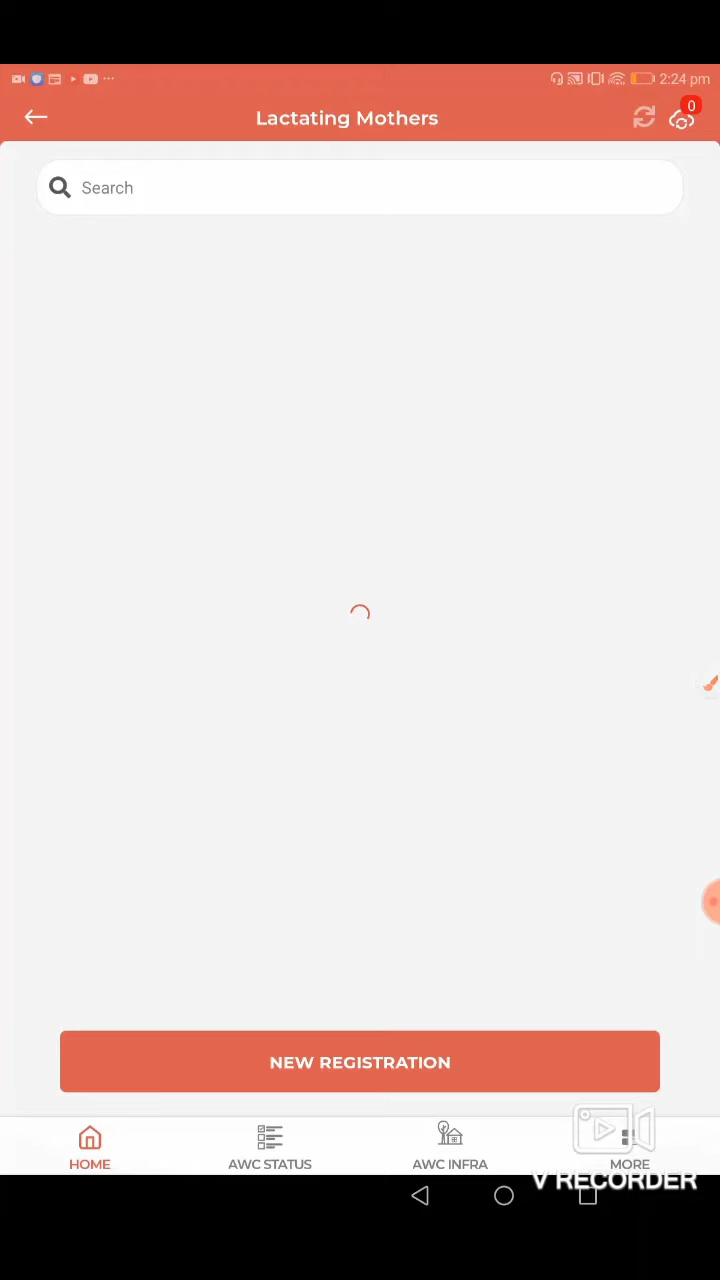 2:24 pm
Lactating Mothers
0
Search
NEW REGISTRATION
HOME
AWC STATUS
AWC INFRA
MORE
V RECORDER